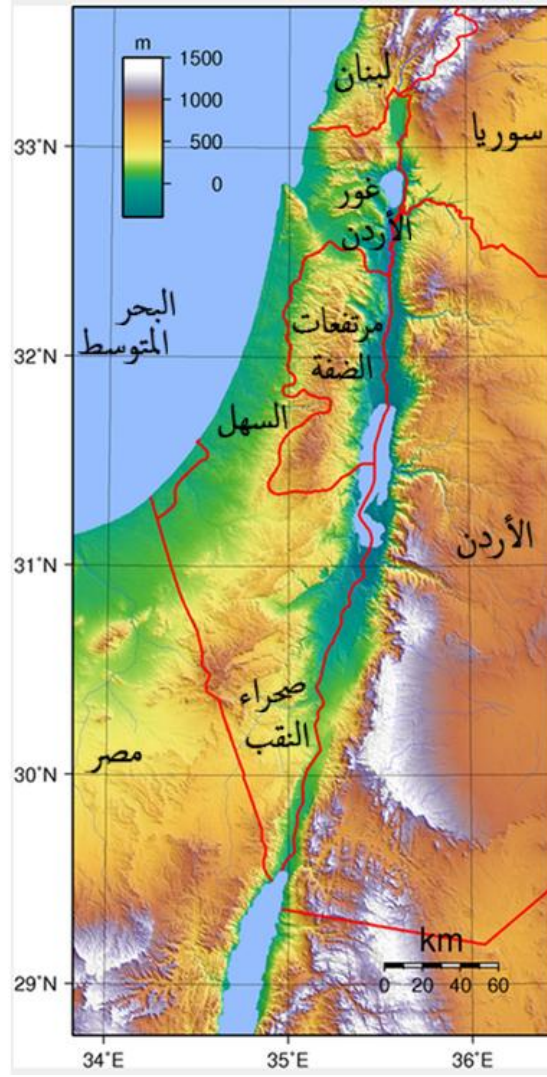 m
1500
1000
500
0
لبنان
سوريا
33°N
غور
الأردن
البحر
المتوسط
مرتفعات
الضفة
32°N
السهل
الأردن
31°N
صحراء
النقب
مصر
30°N
km
0 20 40 60
29°N
34°E 35°E 36°E